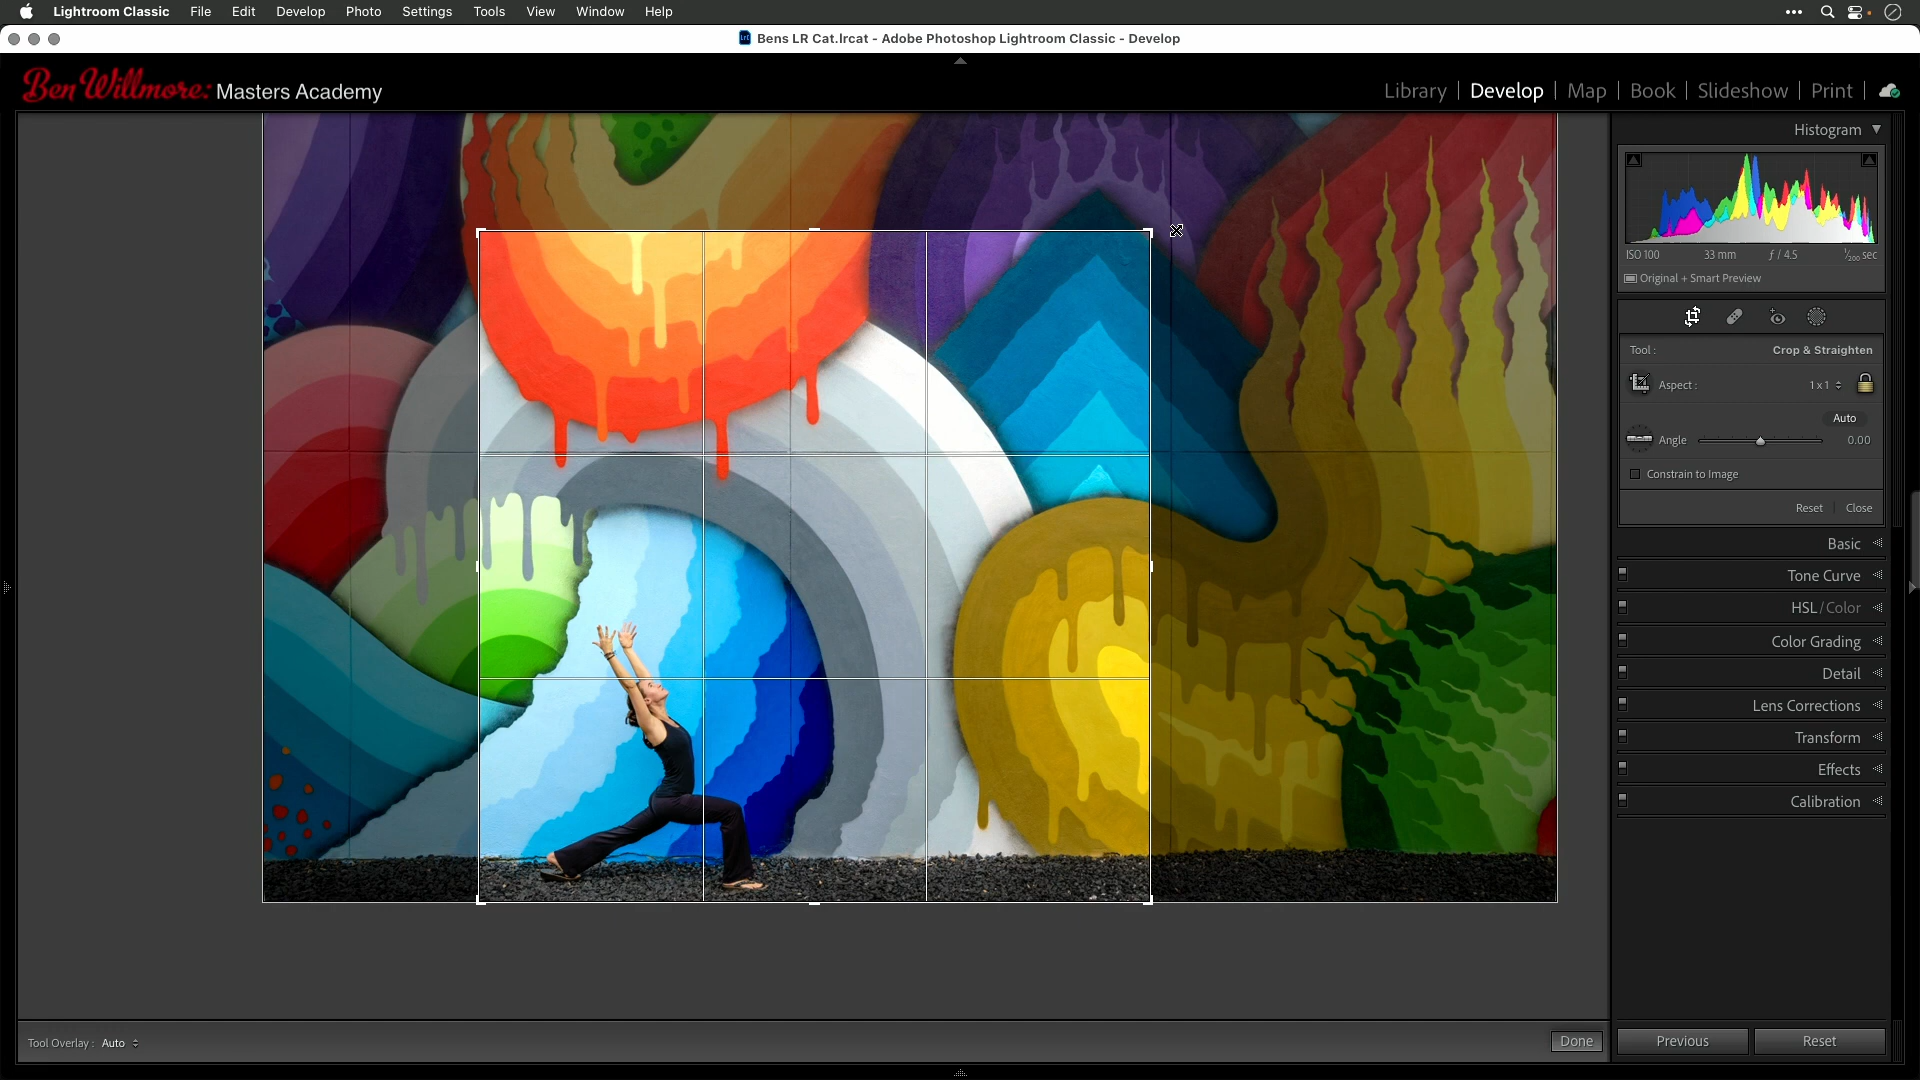 Lightroom Classic File Edit Develop Photo Settings Tools View Window Help
Bens LR Cat.lrcat - Adobe Photoshop Lightroom Classic - Develop
Ben Willmore: Masters Academy
Library | Develop | Map | Book | Slideshow | Print |
Histogram
ISO 100 33 mm ƒ / 4.5 1/200 sec
Original + Smart Preview
Tool : Crop & Straighten
Aspect : 1 x 1
Auto
Angle 0.00
Constrain to Image
Reset Close
Basic
Tone Curve
HSL / Color
Color Grading
Detail
Lens Corrections
Transform
Effects
Calibration
Tool Overlay : Auto
Done
Previous Reset